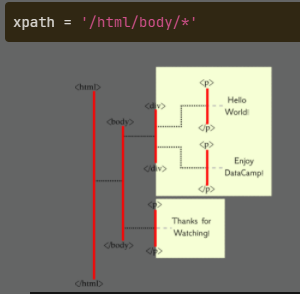 xpath = '/html/body/*'
<html>
<body>
<div>
<p>
Hello
World!
</p>
<p>
Enjoy
DataCamp!
</p>
</div>
<p>
Thanks for
Watching!
</p>
</body>
</html>